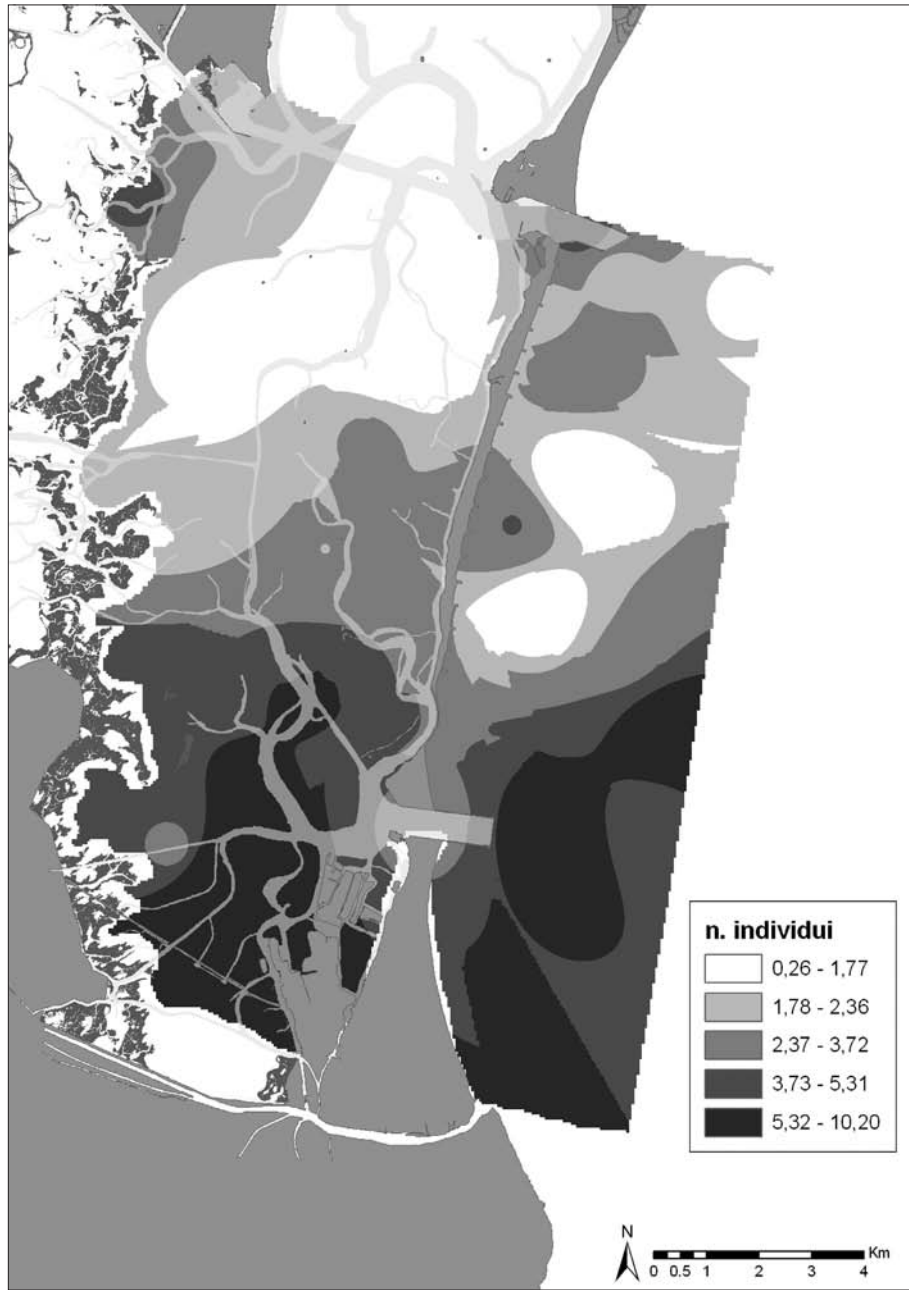 n. individui
0,26 - 1,77
1,78 - 2,36
2,37 - 3,72
3,73 - 5,31
5,32 - 10,20
N
Km
0 0.5 1 2 3 4